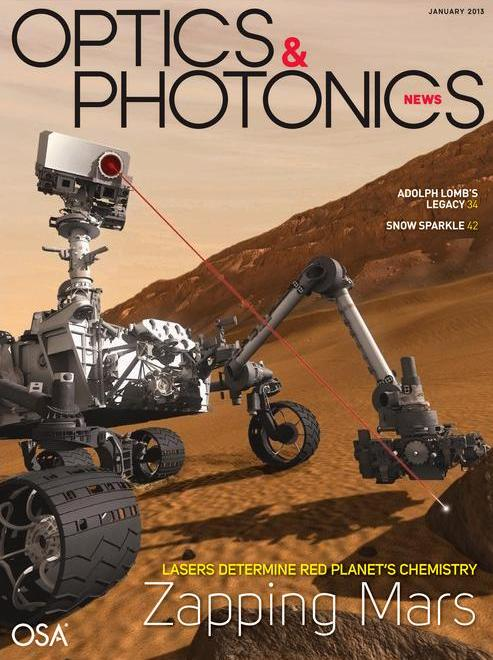 JANUARY 2013
OPTICS &
PHOTONICS
NEWS
ADOLPH LOMB'S
LEGACY 34
SNOW SPARKLE 42
LASERS DETERMINE RED PLANET'S CHEMISTRY
Zapping Mars
OSA